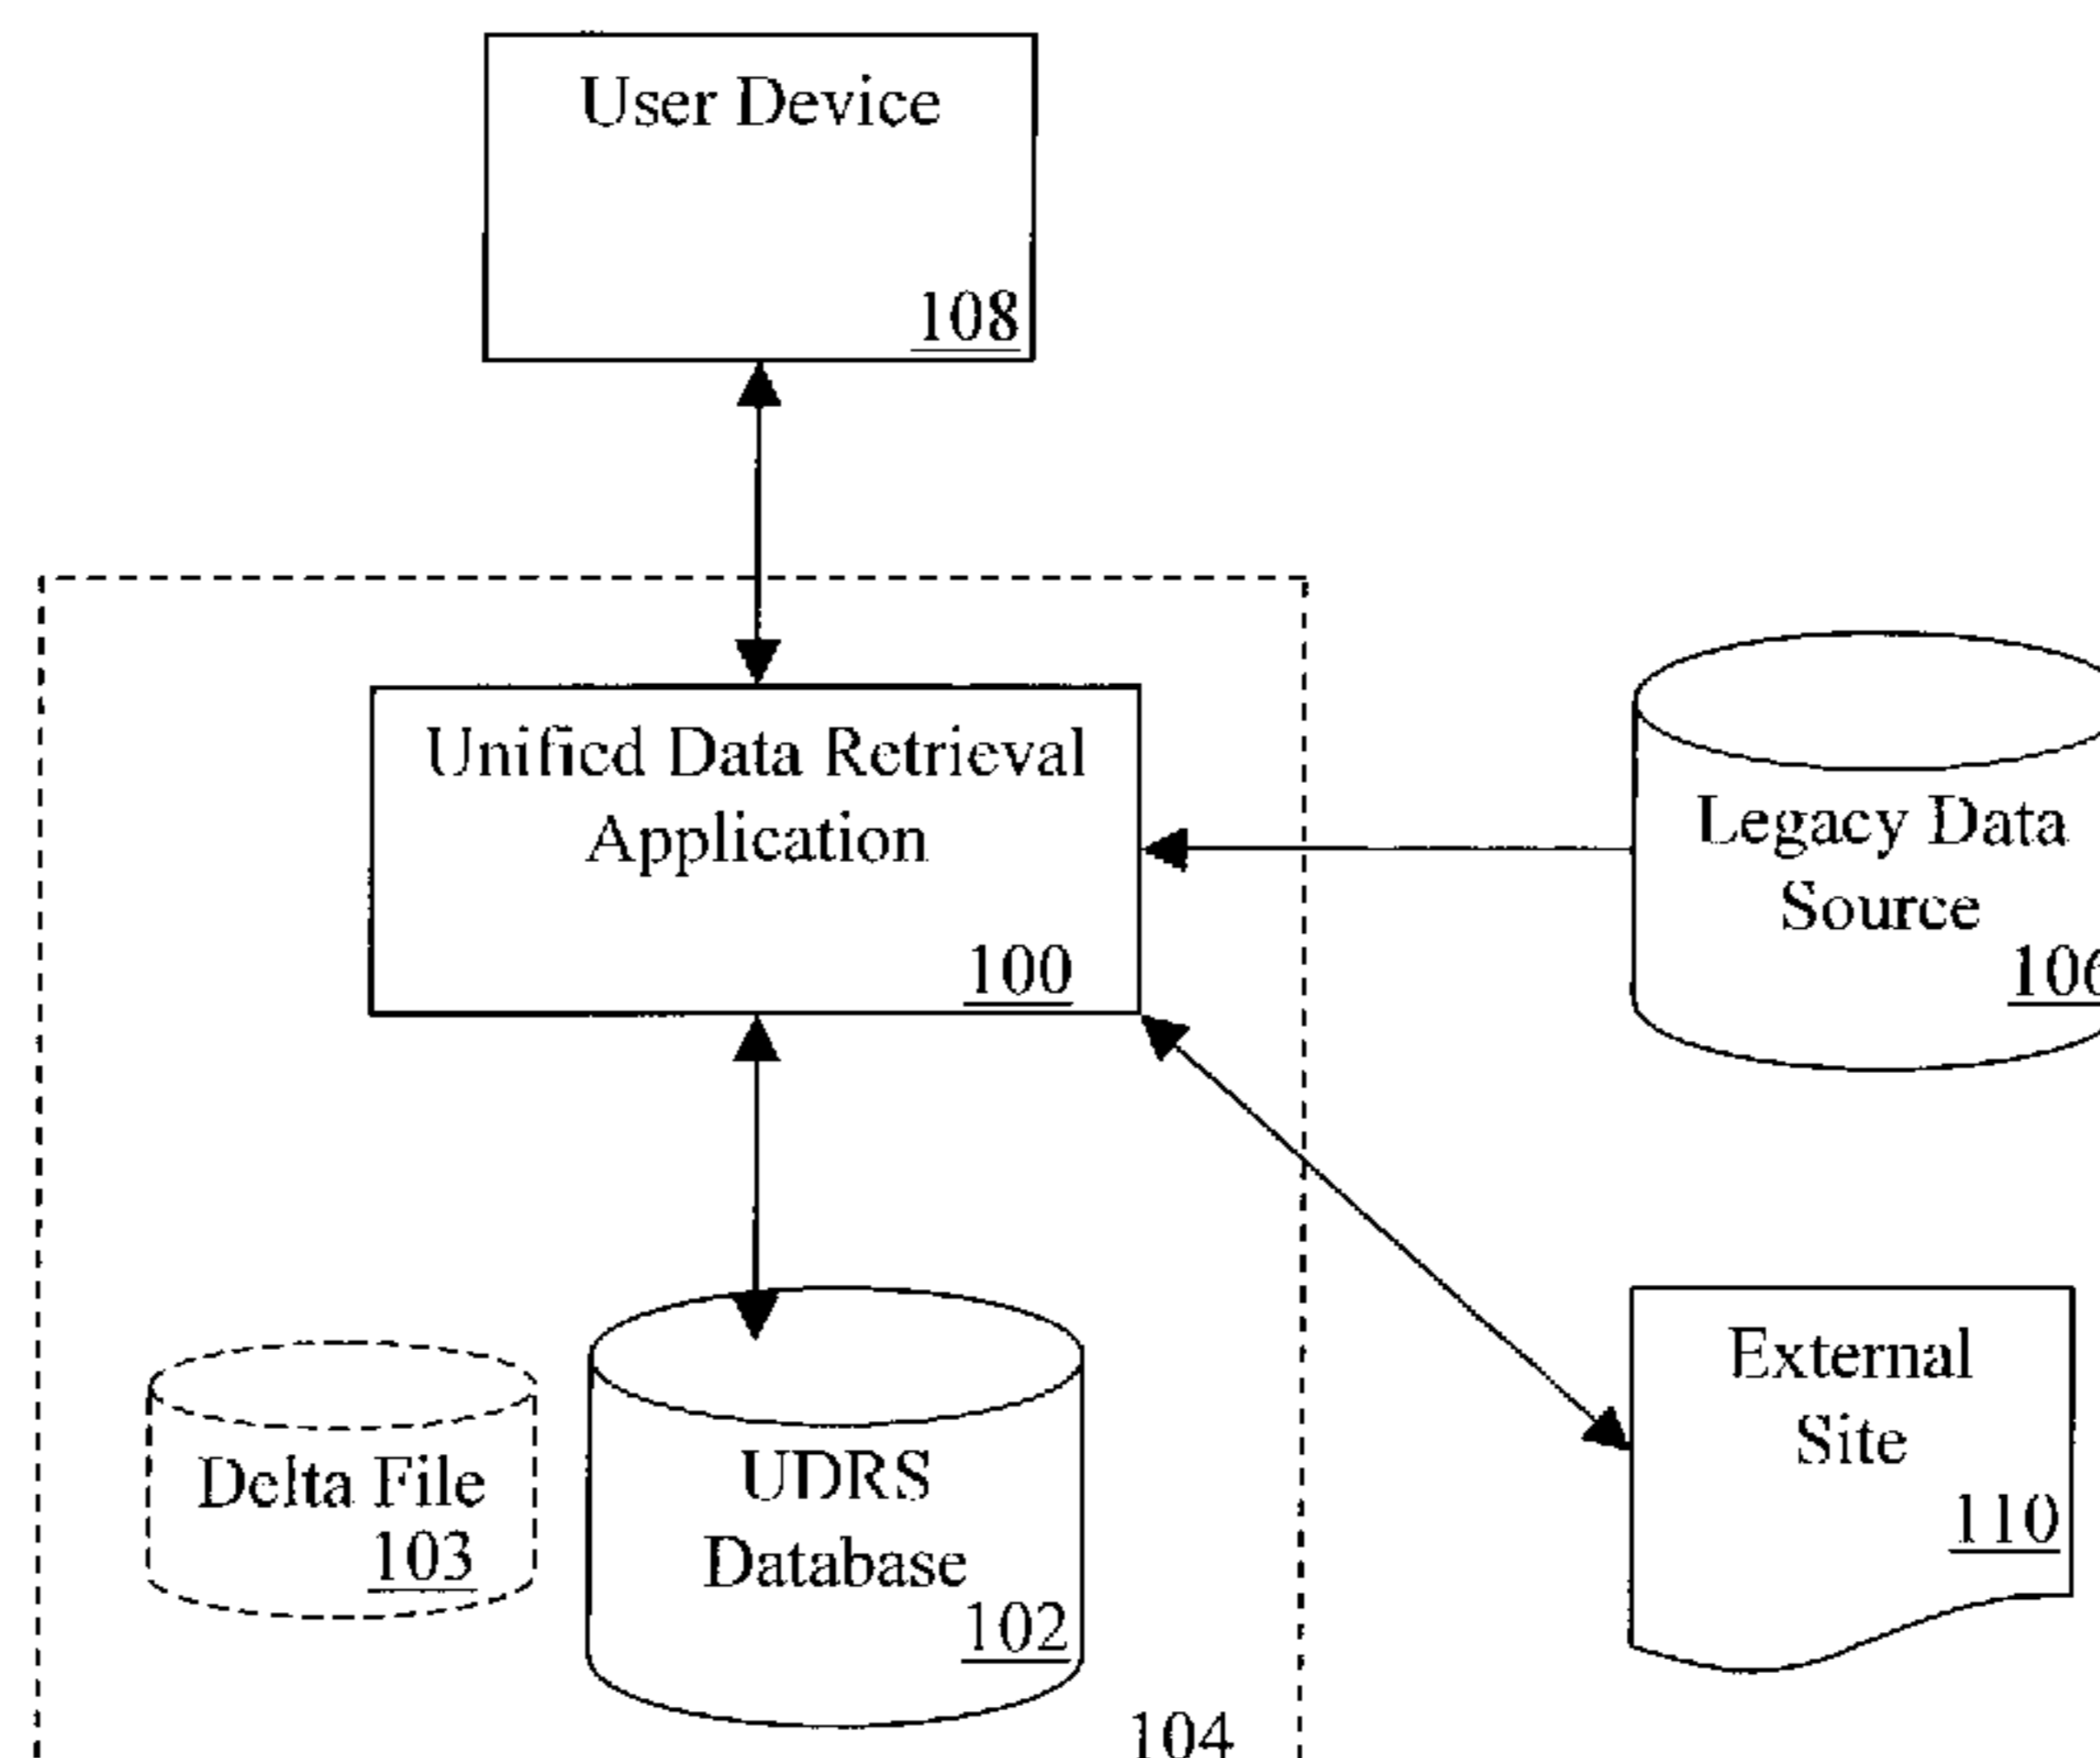 User Device
108
Unified Data Retrieval
Application
100
Legacy Data
Source
106
External
Site
110
Delta File
103
UDRS
Database
102
104